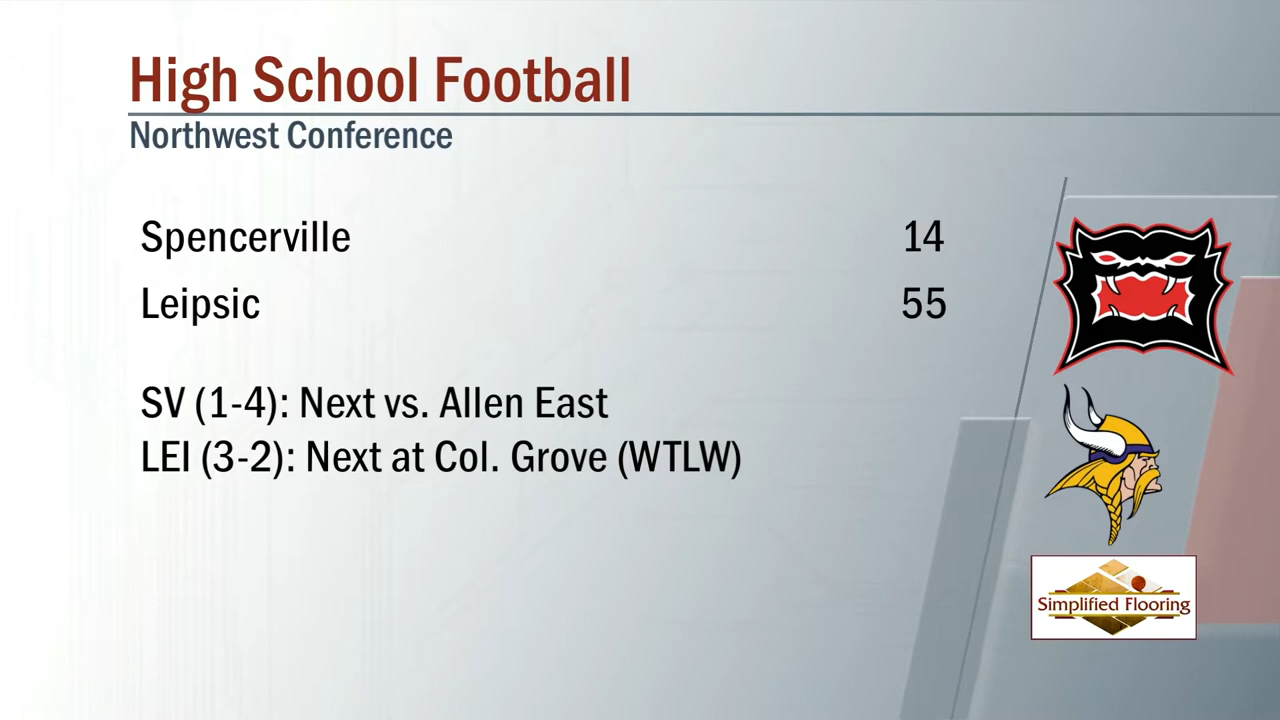 High School Football
Northwest Conference
Spencerville 14
Leipsic 55
SV (1-4): Next vs. Allen East
LEI (3-2): Next at Col. Grove (WTLW)
Simplified Flooring